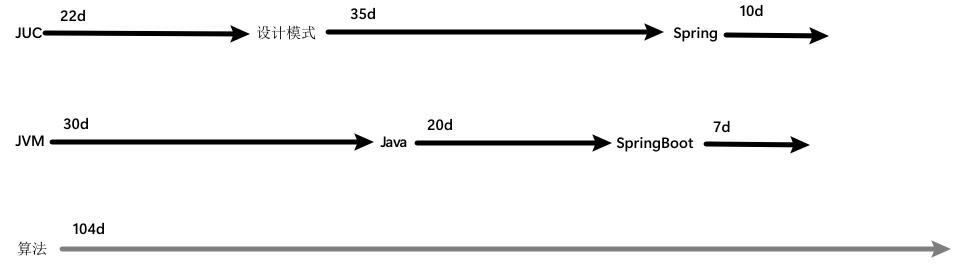 22d 35d 10d
JUC 设计模式 Spring
30d 20d 7d
JVM Java SpringBoot
104d
算法